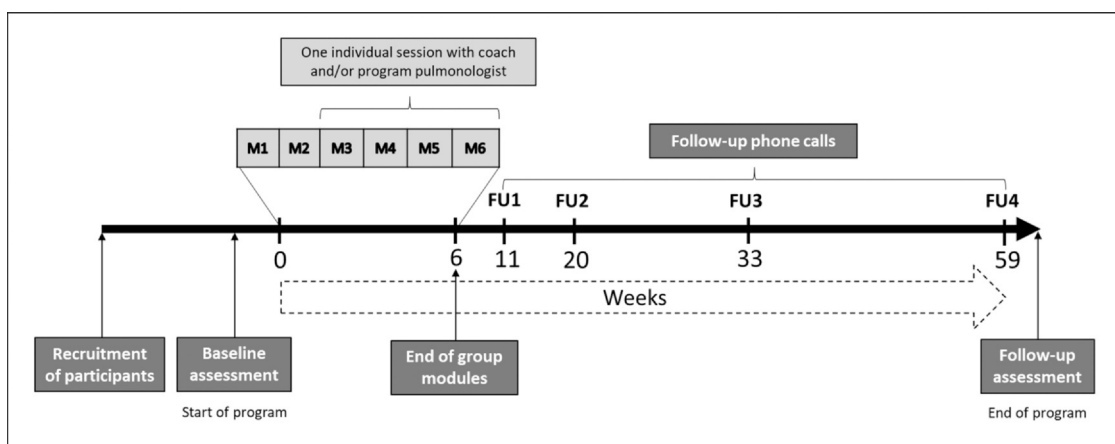 One individual session with coach
and/or program pulmonologist
M1 M2 M3 M4 M5 M6
Follow-up phone calls
FU1 FU2 FU3 FU4
0 6 11 20 33 59
Weeks
Recruitment
of participants
Baseline
assessment
Start of program
End of group
modules
Follow-up
assessment
End of program